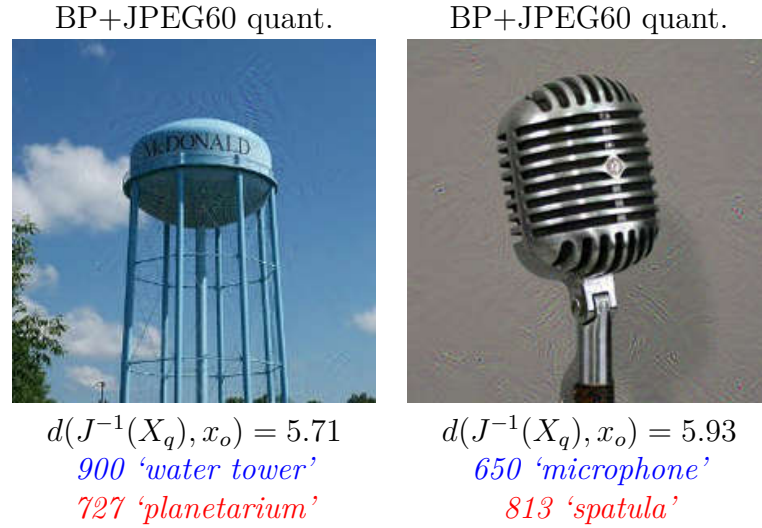 BP+JPEG60 quant.
BP+JPEG60 quant.
McDONALD
d(J⁻¹(X_q), x_o) = 5.71
d(J⁻¹(X_q), x_o) = 5.93
900 ‘water tower’
650 ‘microphone’
727 ‘planetarium’
813 ‘spatula’